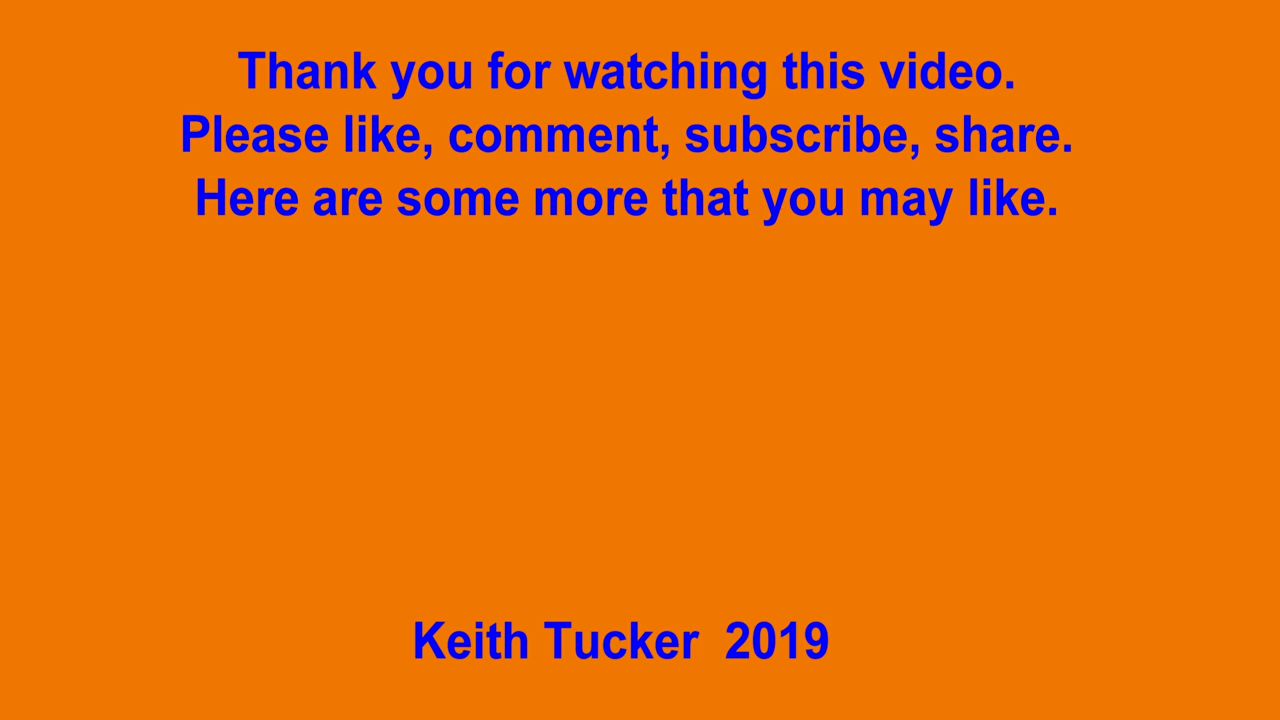 Thank you for watching this video.
Please like, comment, subscribe, share.
Here are some more that you may like.
Keith Tucker  2019